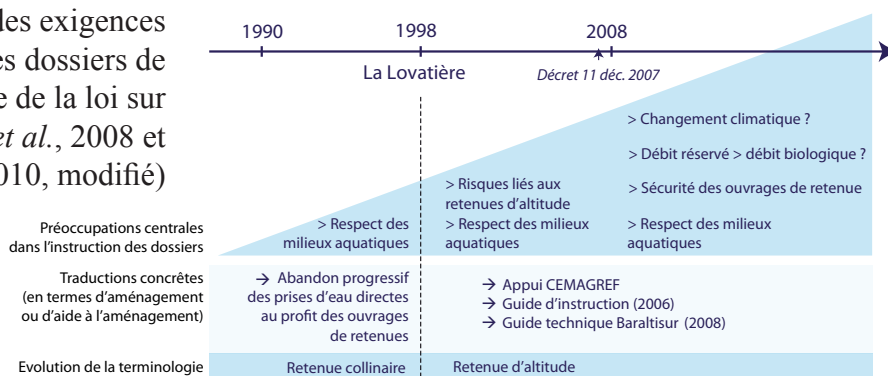 des exigences
es dossiers de
e de la loi sur
et al., 2008 et
010, modifié)
1990
1998
2008
La Lovatière
Décret 11 déc. 2007
> Changement climatique ?
> Débit réservé > débit biologique ?
> Risques liés aux
retenues d'altitude
> Sécurité des ouvrages de retenue
Préoccupations centrales
dans l'instruction des dossiers
> Respect des
milieux aquatiques
> Respect des milieux
aquatiques
> Respect des milieux
aquatiques
Traductions concrètes
(en termes d'aménagement
ou d'aide à l'aménagement)
→ Abandon progressif
des prises d'eau directes
au profit des ouvrages
de retenues
→ Appui CEMAGREF
→ Guide d'instruction (2006)
→ Guide technique Baraltisur (2008)
Evolution de la terminologie
Retenue collinaire
Retenue d'altitude